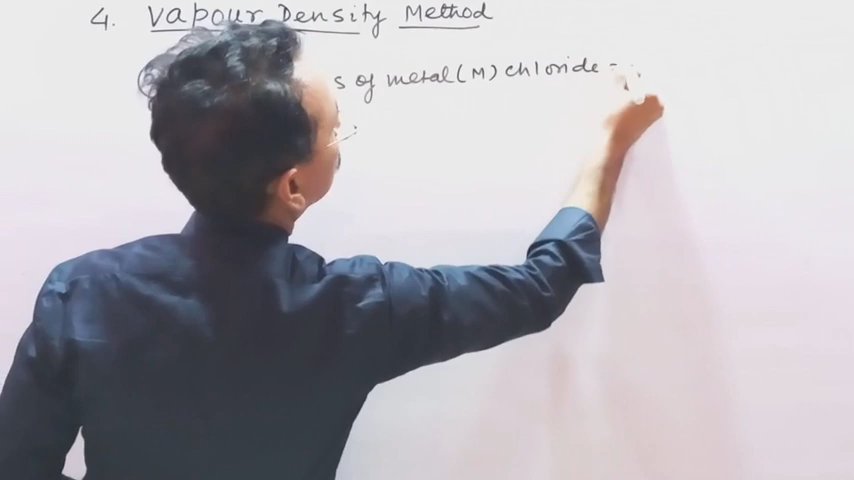 4. Vapour Density Method
s of metal (M) chloride =